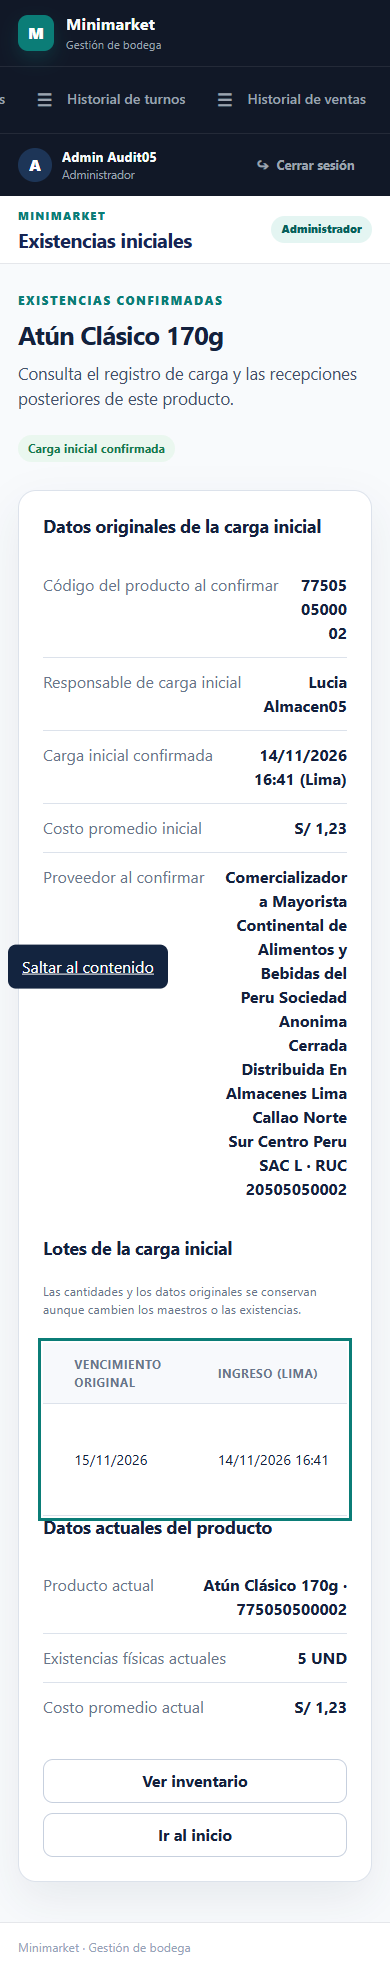 M
Minimarket
Gestión de bodega
s
Historial de turnos
Historial de ventas
A
Admin Audit05
Administrador
Cerrar sesión
MINIMARKET
Existencias iniciales
Administrador
EXISTENCIAS CONFIRMADAS
Atún Clásico 170g
Consulta el registro de carga y las recepciones
posteriores de este producto.
Carga inicial confirmada
Datos originales de la carga inicial
Código del producto al confirmar
77505
05000
02
Responsable de carga inicial
Lucia
Almacen05
Carga inicial confirmada
14/11/2026
16:41 (Lima)
Costo promedio inicial
S/ 1,23
Proveedor al confirmar
Comercializador
a Mayorista
Continental de
Alimentos y
Bebidas del
Peru Sociedad
Anonima
Cerrada
Distribuida En
Almacenes Lima
Callao Norte
Sur Centro Peru
SAC L · RUC
20505050002
Saltar al contenido
Lotes de la carga inicial
Las cantidades y los datos originales se conservan
aunque cambien los maestros o las existencias.
VENCIMIENTO
ORIGINAL
INGRESO (LIMA)
15/11/2026
14/11/2026 16:41
Datos actuales del producto
Producto actual
Atún Clásico 170g ·
775050500002
Existencias físicas actuales
5 UND
Costo promedio actual
S/ 1,23
Ver inventario
Ir al inicio
Minimarket · Gestión de bodega